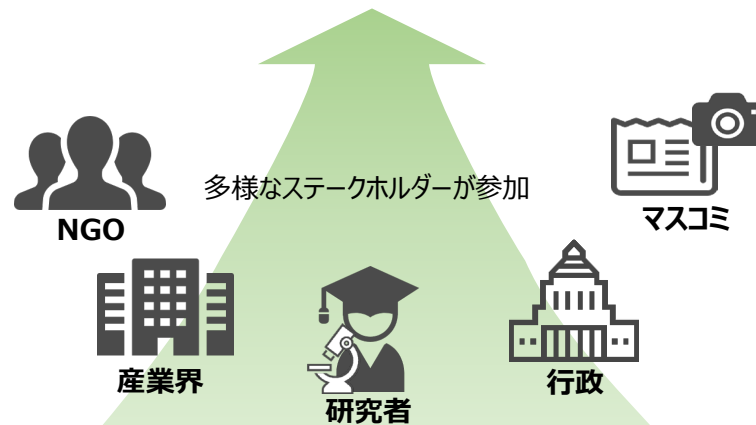 多様なステークホルダーが参加
NGO
マスコミ
産業界
行政
研究者